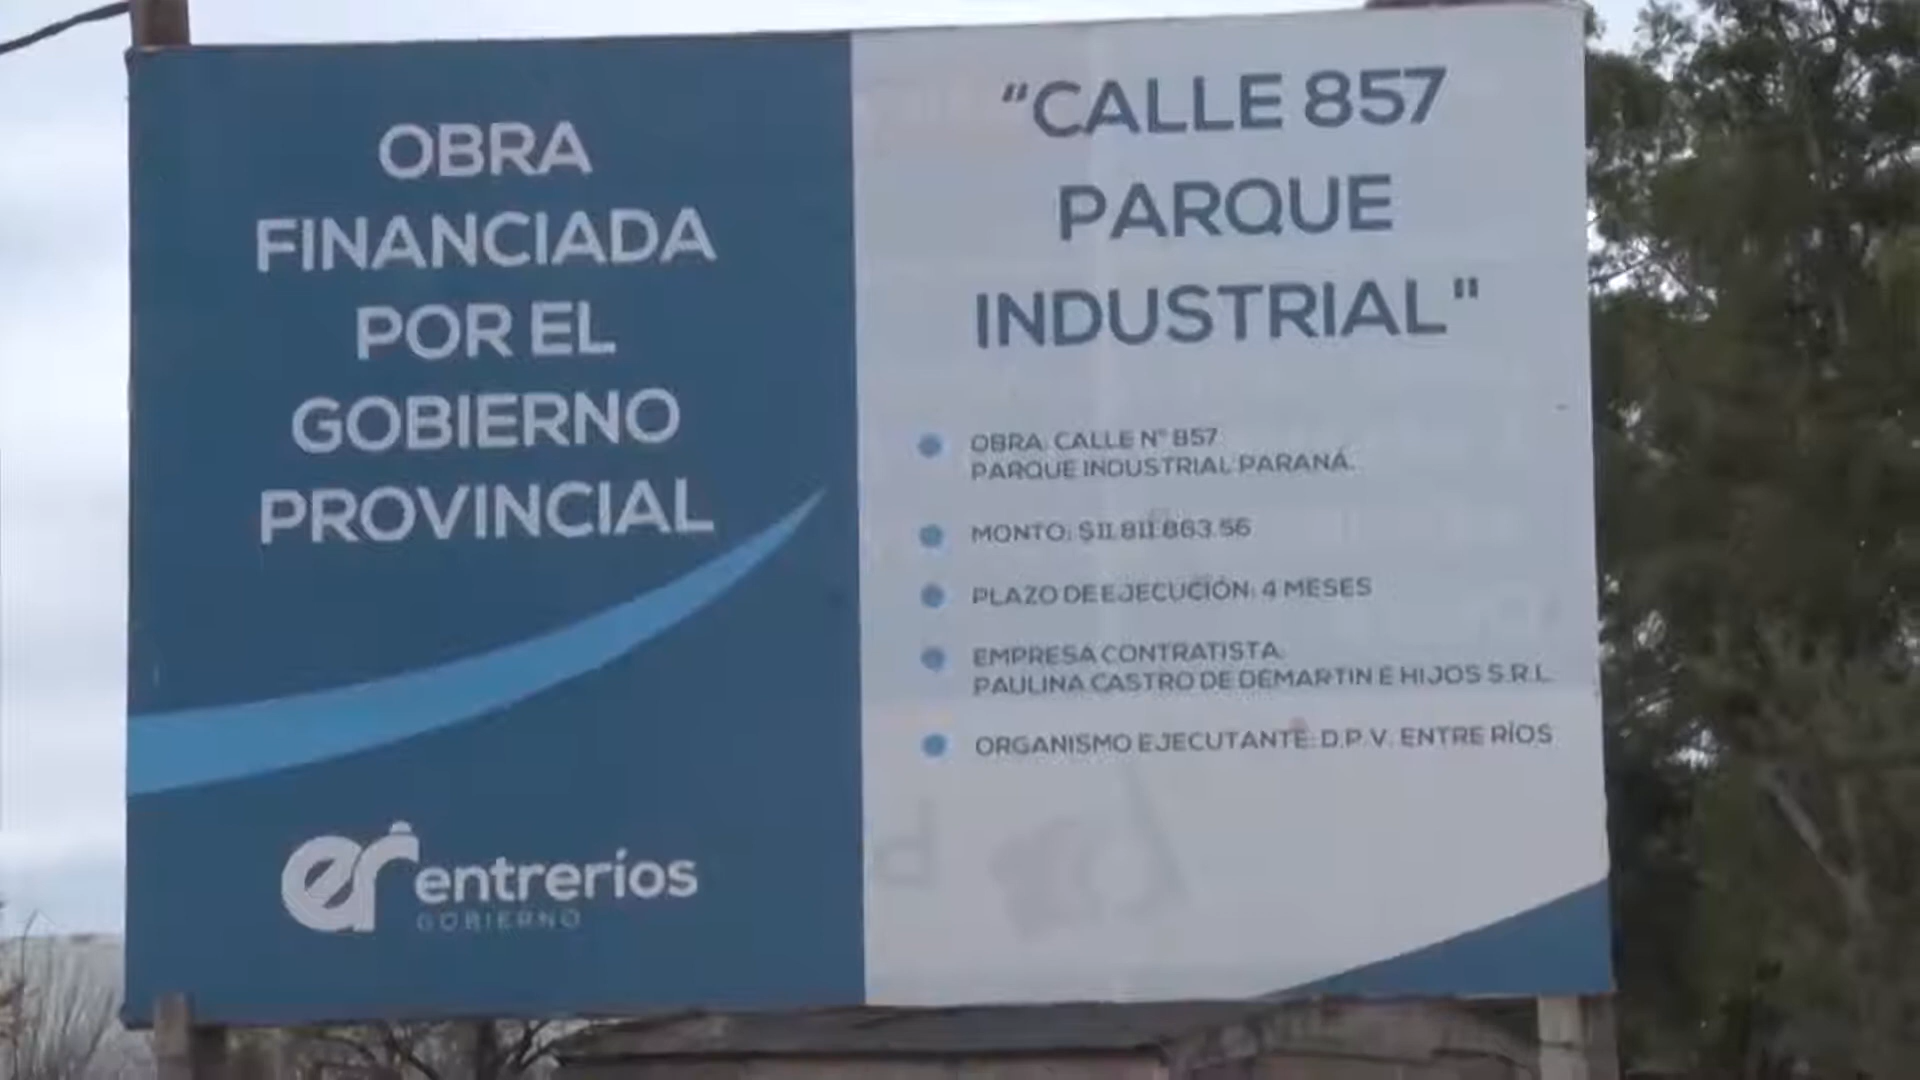 OBRA
FINANCIADA
POR EL
GOBIERNO
PROVINCIAL
er entreríos
GOBIERNO
“CALLE 857
PARQUE
INDUSTRIAL"
OBRA: CALLE N° 857
PARQUE INDUSTRIAL PARANÁ.
MONTO: $11.811.863.56
PLAZO DE EJECUCIÓN: 4 MESES
EMPRESA CONTRATISTA:
PAULINA CASTRO DE DEMARTIN E HIJOS S.R.L.
ORGANISMO EJECUTANTE: D.P.V. ENTRE RÍOS